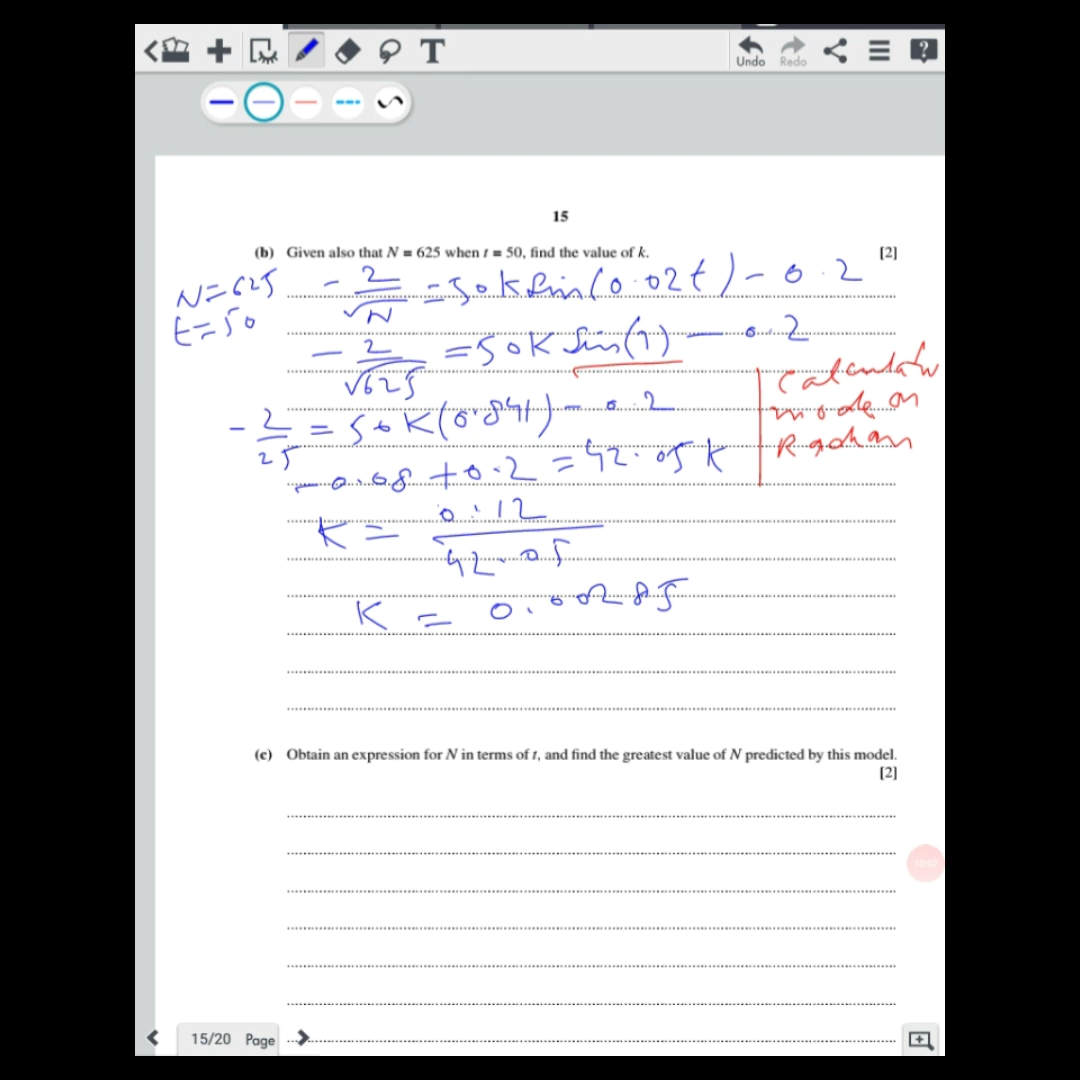 T
Undo
Redo
?
15
(b) Given also that N = 625 when t = 50, find the value of k. [2]
N=625
t=50
- 2/√N = 50k Sin(0.02t) - 0.2
- 2/√625 = 50K Sin(1) - 0.2
- 2/25 = 50K(0.841) - 0.2
-0.08 + 0.2 = 42.05 K
K = 0.12/42.05
K = 0.00285
Calculator
mode on
Radian
(c) Obtain an expression for N in terms of t, and find the greatest value of N predicted by this model.
[2]
15/20 Page